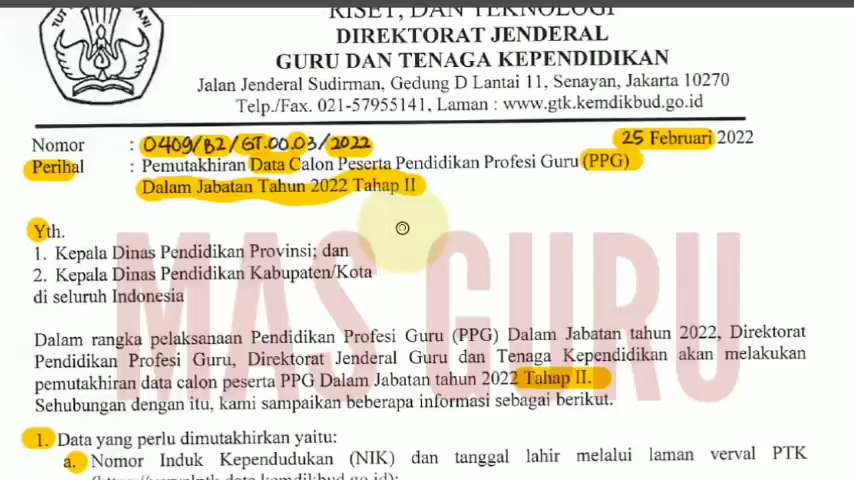 RISET, DAN TEKNOLOGI
DIREKTORAT JENDERAL
GURU DAN TENAGA KEPENDIDIKAN
Jalan Jenderal Sudirman, Gedung D Lantai 11, Senayan, Jakarta 10270
Telp./Fax. 021-57955141, Laman : www.gtk.kemdikbud.go.id
Nomor : 0409/B2/GT.00.03/2022 25 Februari 2022
Perihal : Pemutakhiran Data Calon Peserta Pendidikan Profesi Guru (PPG)
Dalam Jabatan Tahun 2022 Tahap II
Yth.
1. Kepala Dinas Pendidikan Provinsi; dan
2. Kepala Dinas Pendidikan Kabupaten/Kota
di seluruh Indonesia
MAS GURU
Dalam rangka pelaksanaan Pendidikan Profesi Guru (PPG) Dalam Jabatan tahun 2022, Direktorat
Pendidikan Profesi Guru, Direktorat Jenderal Guru dan Tenaga Kependidikan akan melakukan
pemutakhiran data calon peserta PPG Dalam Jabatan tahun 2022 Tahap II.
Sehubungan dengan itu, kami sampaikan beberapa informasi sebagai berikut.
1. Data yang perlu dimutakhirkan yaitu:
a. Nomor Induk Kependudukan (NIK) dan tanggal lahir melalui laman verval PTK